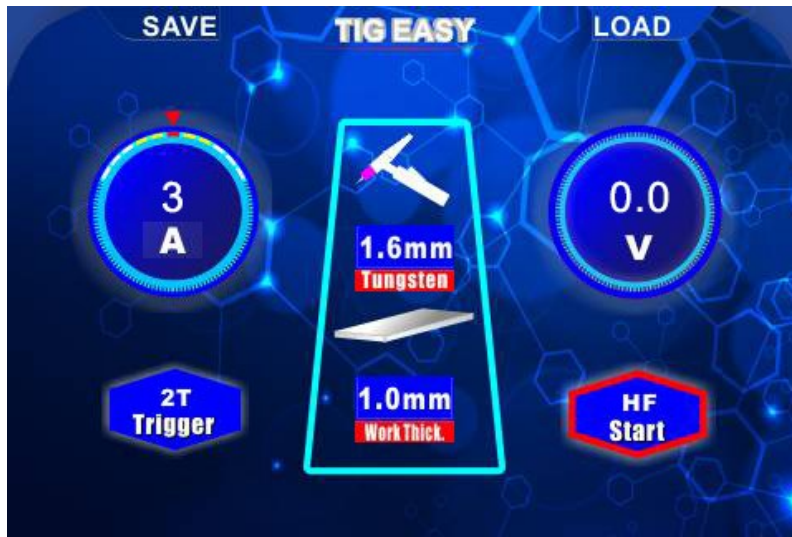 SAVE
TIG EASY
LOAD
3
A
0.0
V
1.6mm
Tungsten
1.0mm
Work Thick.
2T
Trigger
HF
Start